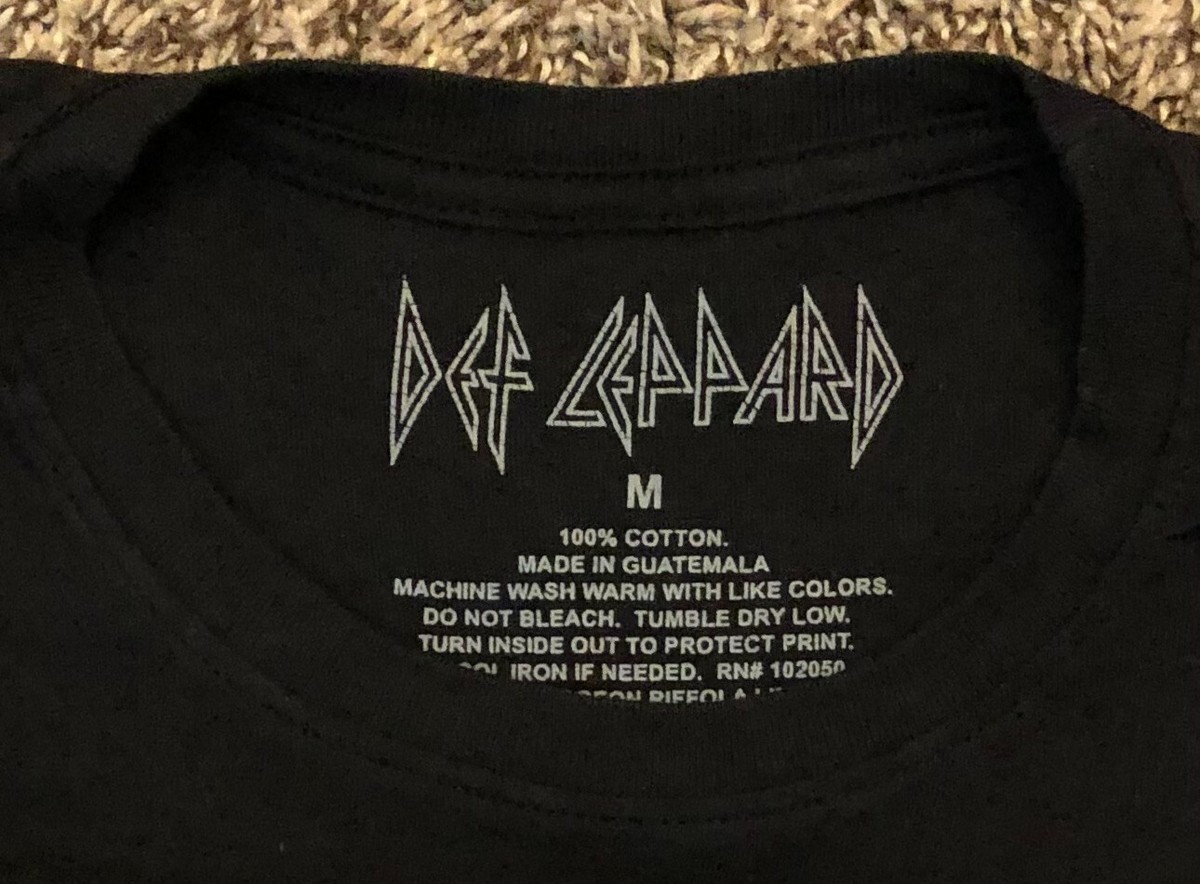 DEF LEPPARD
M
100% COTTON.
MADE IN GUATEMALA
MACHINE WASH WARM WITH LIKE COLORS.
DO NOT BLEACH. TUMBLE DRY LOW.
TURN INSIDE OUT TO PROTECT PRINT.
IRON IF NEEDED. RN# 102050
RIFFOLA